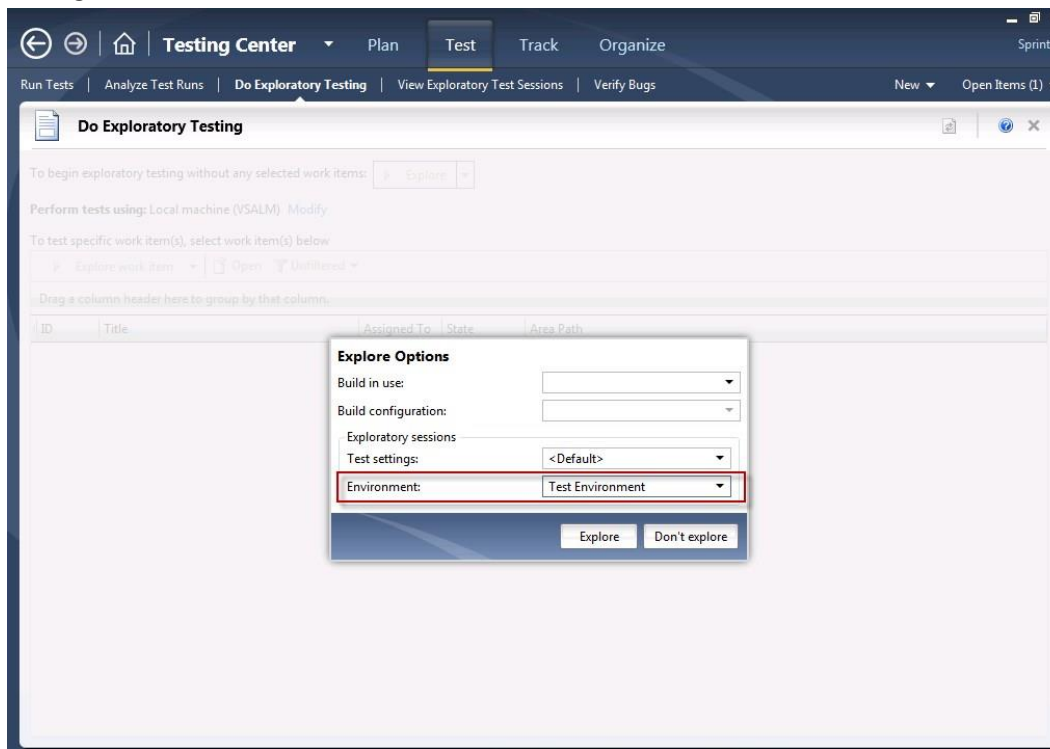 Testing Center Plan Test Track Organize Sprint
Run Tests | Analyze Test Runs | Do Exploratory Testing | View Exploratory Test Sessions | Verify Bugs New Open Items (1)
Do Exploratory Testing
To begin exploratory testing without any selected work items: Explore
Perform tests using: Local machine (VSALM) Modify
To test specific work item(s), select work item(s) below
Explore work item Open Unfiltered
Drag a column header here to group by that column.
ID Title Assigned To State Area Path
Explore Options
Build in use:
Build configuration:
Exploratory sessions
Test settings: <Default>
Environment: Test Environment
Explore Don't explore